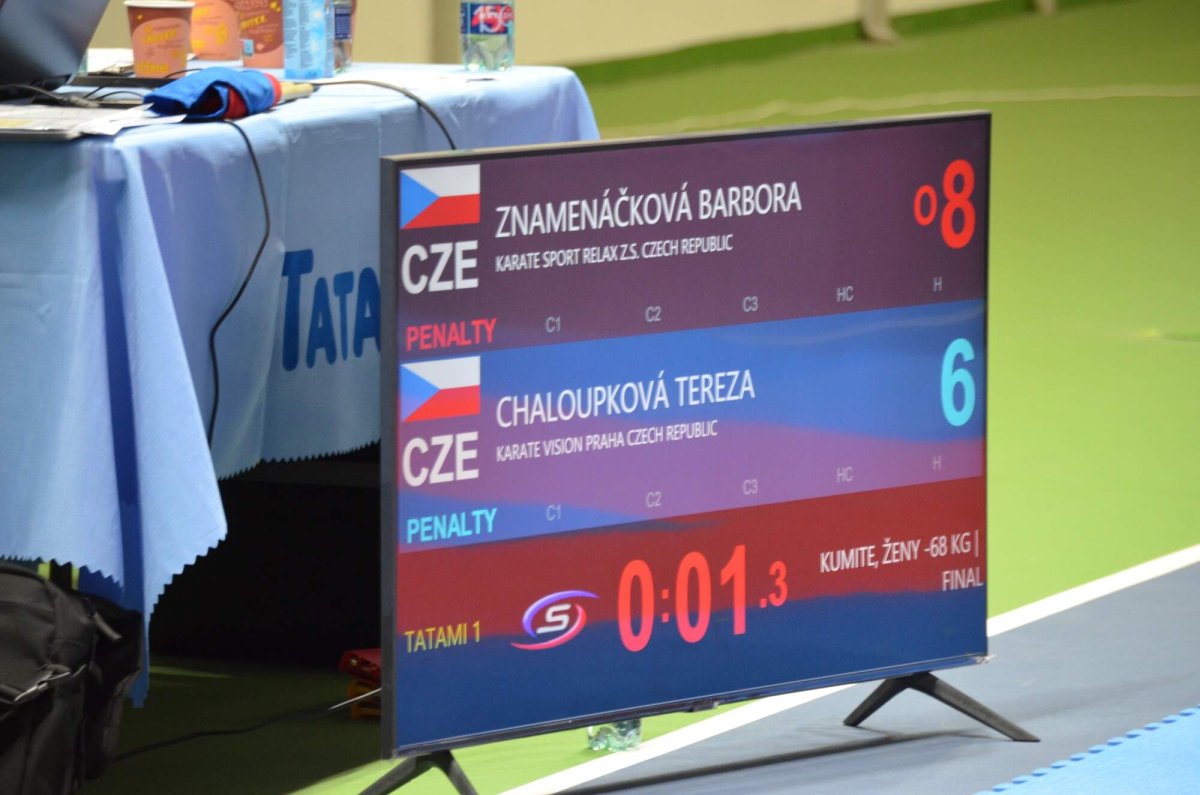 ZNAMENÁČKOVÁ BARBORA
KARATE SPORT RELAX Z.S. CZECH REPUBLIC
CZE
o8
PENALTY C1 C2 C3 HC H
CHALOUPKOVÁ TEREZA
KARATE VISION PRAHA CZECH REPUBLIC
CZE
6
PENALTY C1 C2 C3 HC H
TATAMI 1
S
0:01.3
KUMITE, ŽENY -68 KG |
FINAL
TATA